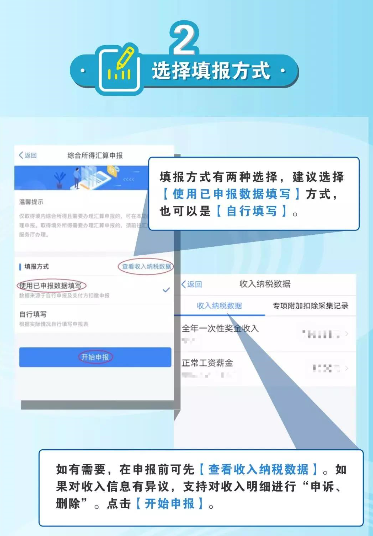 2
选择填报方式
返回
综合所得汇算申报
温馨提示
填报方式有两种选择，建议选择
【使用已申报数据填写】方式，
也可以是【自行填写】。
填报方式
查看收入纳税数据
使用已申报数据填写
自行填写
开始申报
返回
收入纳税数据
收入纳税数据
专项附加扣除采集记录
全年一次性奖金收入
正常工资薪金
如有需要，在申报前可先【查看收入纳税数据】。如
果对收入信息有异议，支持对收入明细进行“申诉、
删除”。点击【开始申报】。